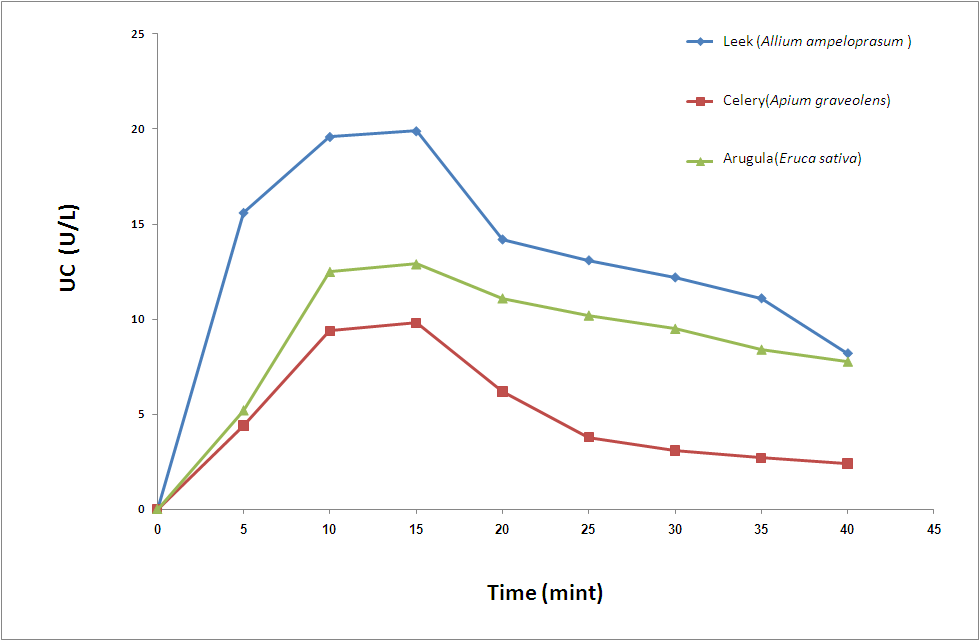 25
20
15
10
5
0
0 5 10 15 20 25 30 35 40 45
UC (U/L)
Time (mint)
Leek (Allium ampeloprasum )
Celery(Apium graveolens)
Arugula(Eruca sativa)